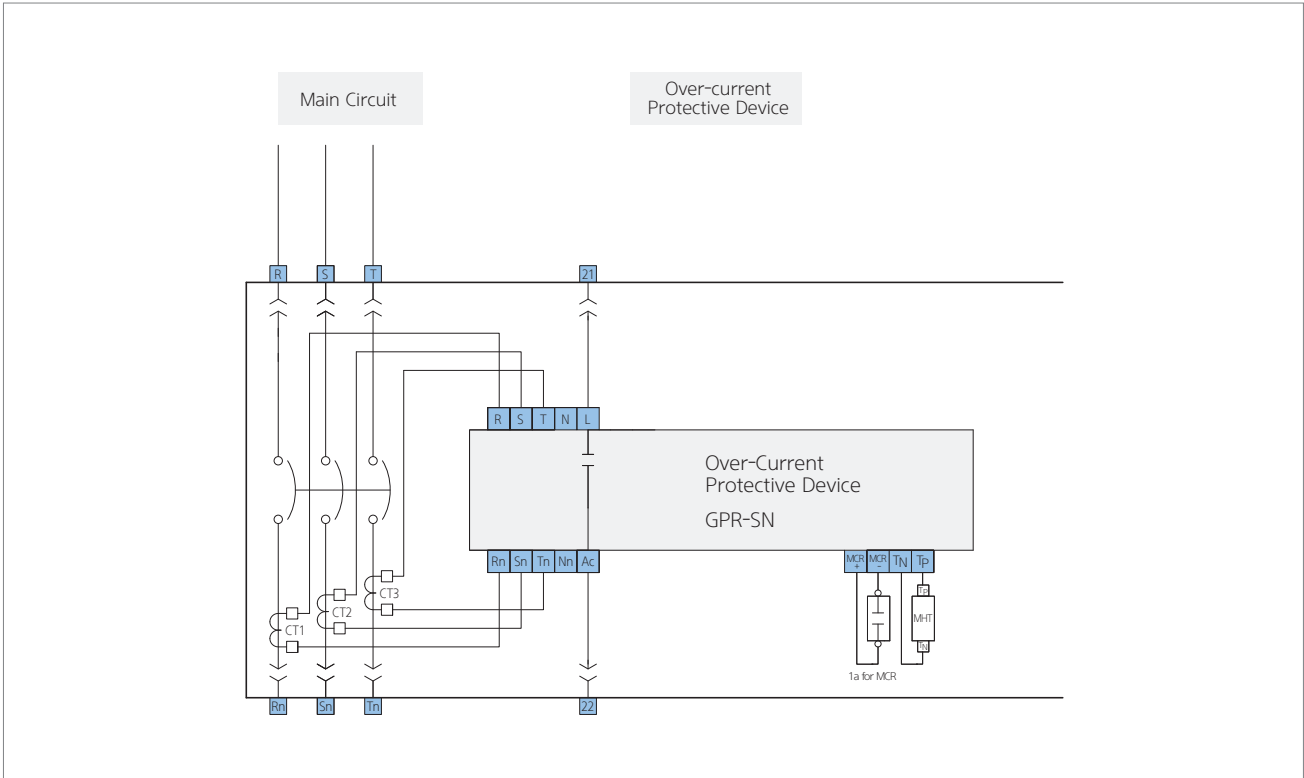 Main Circuit
Over-current
Protective Device
R
S
T
21
R
S
T
N
L
Over-Current
Protective Device
GPR-SN
Rn
Sn
Tn
Nn
Ac
MCR
+
MCR
-
TN
TP
CT3
CT2
CT1
TP
MHT
TN
1a for MCR
Rn
Sn
Tn
22